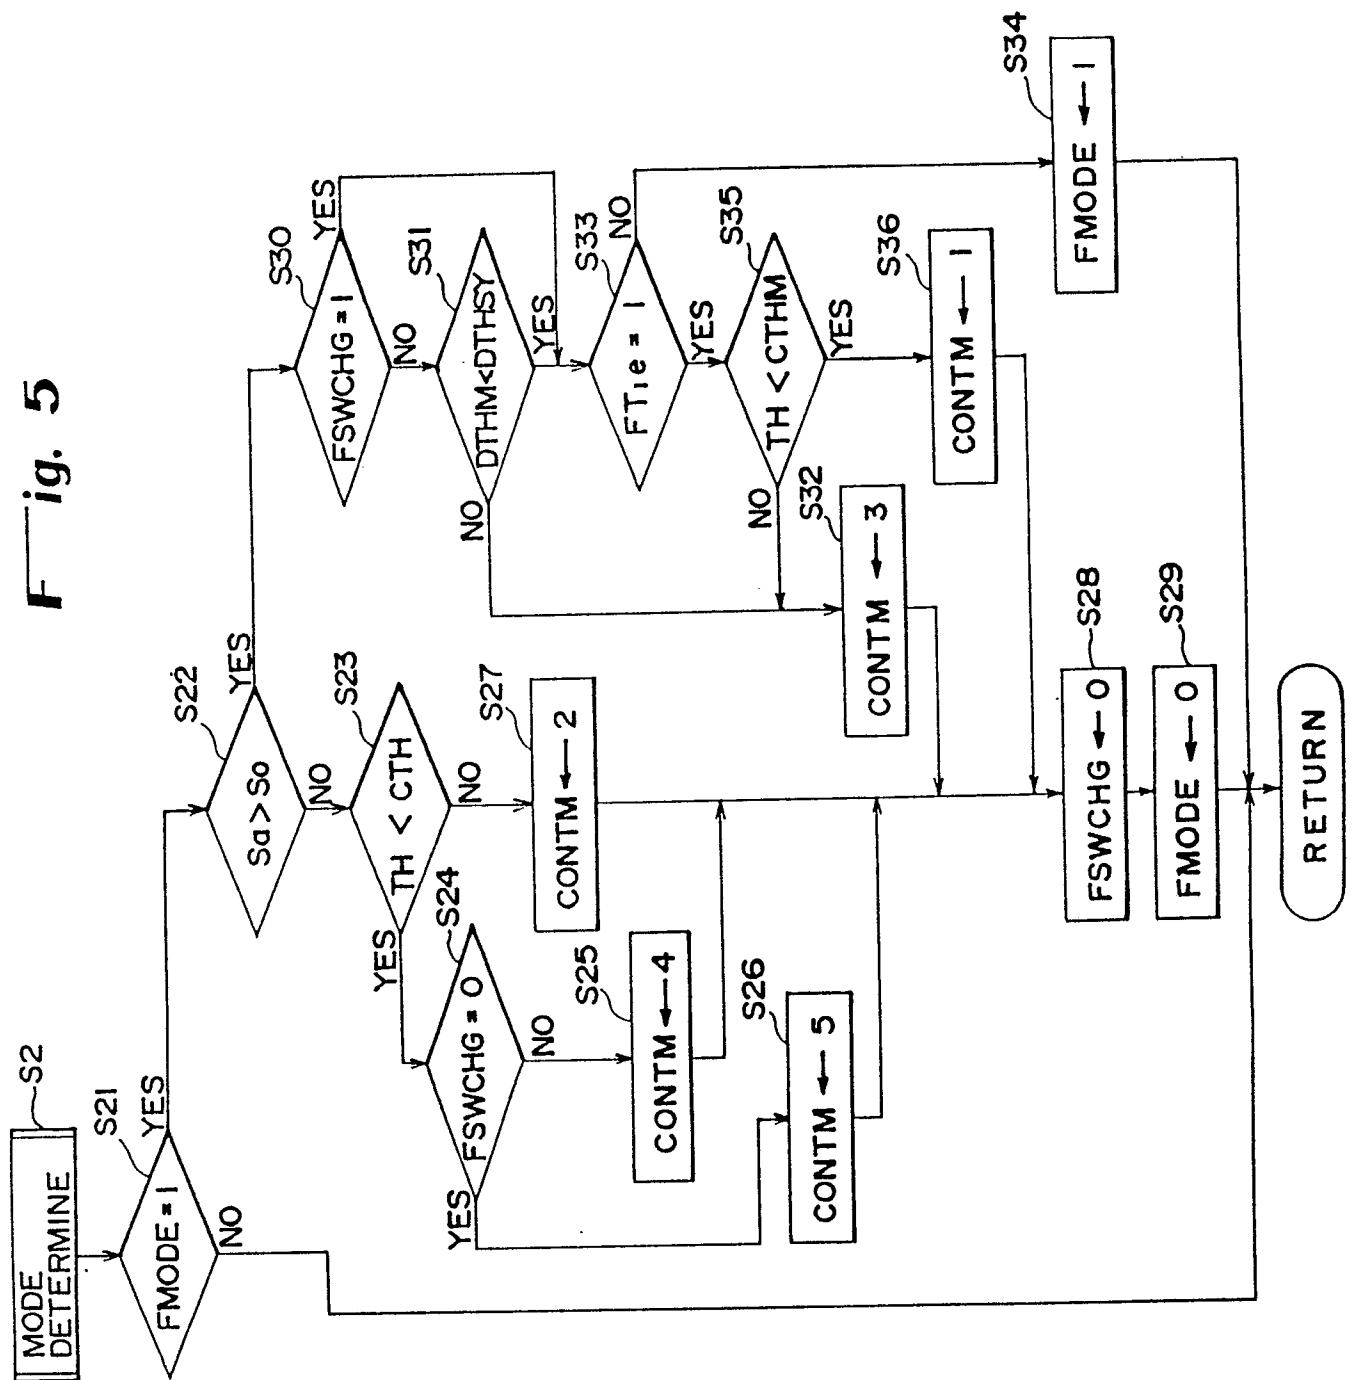 Fig. 5
MODE
DETERMINE
S2
FMODE = 1
S21
YES
NO
Sa > So
S22
YES
NO
TH < CTH
S23
YES
NO
FSWCHG = 0
S24
YES
NO
CONTM ← 4
S25
CONTM ← 5
S26
CONTM ← 2
S27
FSWCHG = 1
S30
YES
NO
DTHM<DTHSY
S31
NO
YES
FT1e = 1
S33
NO
YES
TH < CTHM
S35
NO
YES
CONTM ← 3
S32
CONTM ← 1
S36
FMODE ← 1
S34
FSWCHG ← 0
S28
FMODE ← 0
S29
RETURN